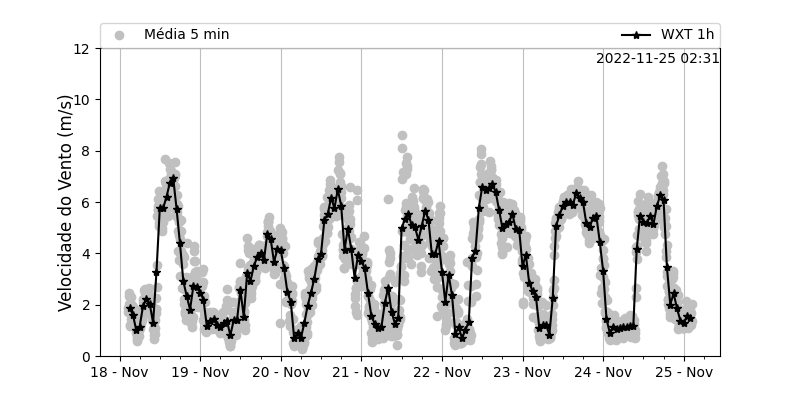 Média 5 min
WXT 1h
2022-11-25 02:31
Velocidade do Vento (m/s)
12
10
8
6
4
2
0
18 - Nov
19 - Nov
20 - Nov
21 - Nov
22 - Nov
23 - Nov
24 - Nov
25 - Nov